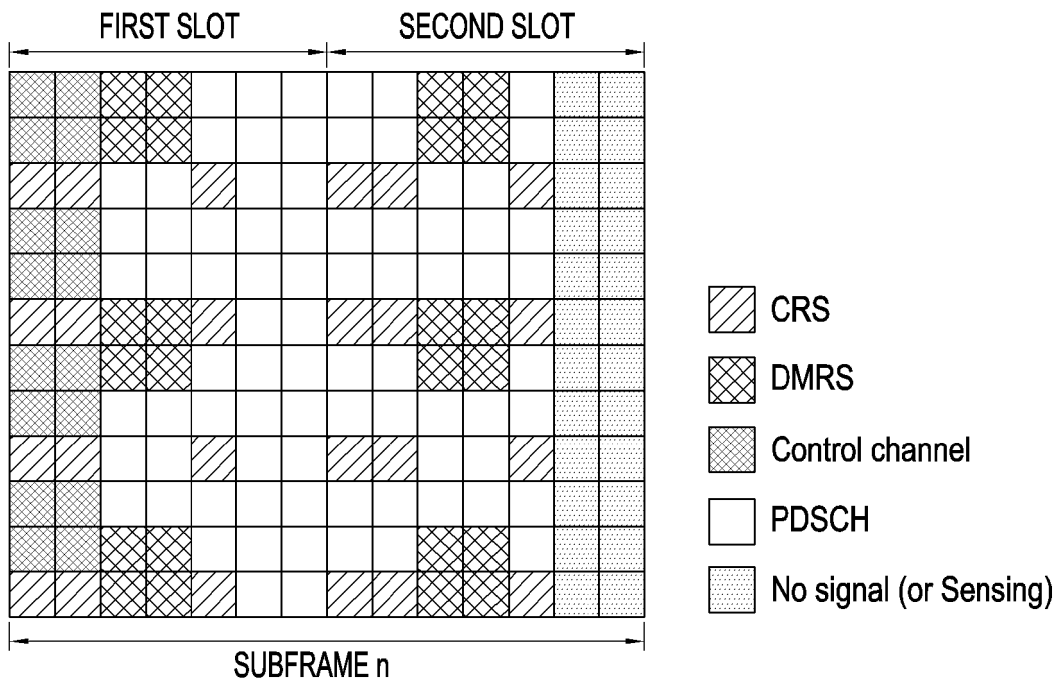 FIRST SLOT
SECOND SLOT
CRS
DMRS
Control channel
PDSCH
No signal (or Sensing)
SUBFRAME n